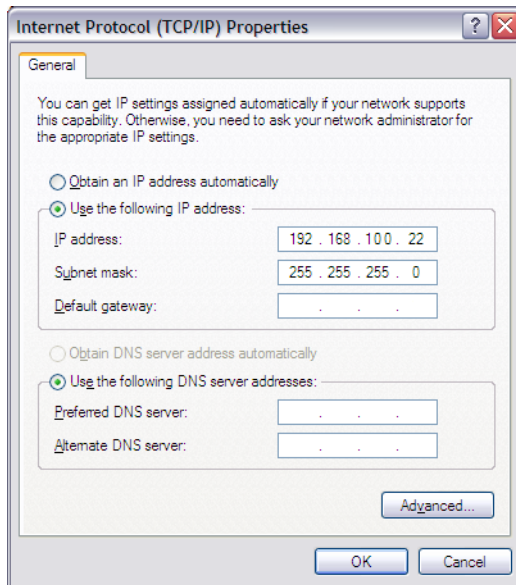 Internet Protocol (TCP/IP) Properties
General
You can get IP settings assigned automatically if your network supports
this capability. Otherwise, you need to ask your network administrator for
the appropriate IP settings.
Obtain an IP address automatically
Use the following IP address:
IP address: 192 . 168 . 100 . 22
Subnet mask: 255 . 255 . 255 . 0
Default gateway: . . .
Obtain DNS server address automatically
Use the following DNS server addresses:
Preferred DNS server: . . .
Alternate DNS server: . . .
Advanced...
OK Cancel